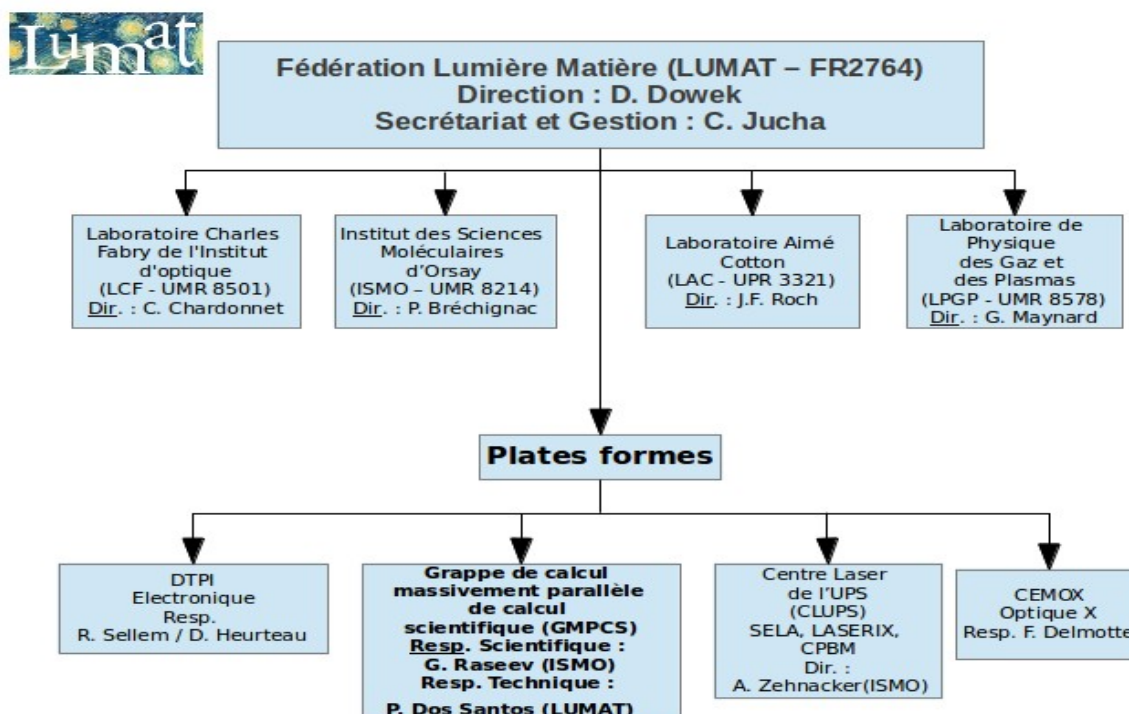 Lumat
Fédération Lumière Matière (LUMAT – FR2764)
Direction : D. Dowek
Secrétariat et Gestion : C. Jucha
Laboratoire Charles
Fabry de l'Institut
d'optique
(LCF - UMR 8501)
Dir. : C. Chardonnet
Institut des Sciences
Moléculaires
d’Orsay
(ISMO – UMR 8214)
Dir. : P. Bréchignac
Laboratoire Aimé
Cotton
(LAC - UPR 3321)
Dir. : J.F. Roch
Laboratoire de
Physique
des Gaz et
des Plasmas
(LPGP - UMR 8578)
Dir. : G. Maynard
Plates formes
DTPI
Electronique
Resp.
R. Sellem / D. Heurteau
Grappe de calcul
massivement parallèle
de calcul
scientifique (GMPCS)
Resp. Scientifique :
G. Raseev (ISMO)
Resp. Technique :
P. Dos Santos (LUMAT)
Centre Laser
de l’UPS
(CLUPS)
SELA, LASERIX,
CPBM
Dir. :
A. Zehnacker(ISMO)
CEMOX
Optique X
Resp. F. Delmotte